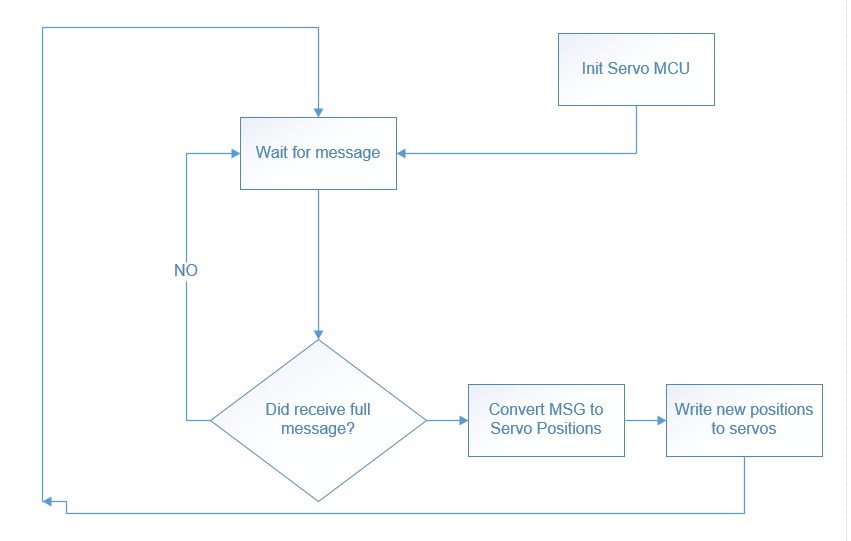 Init Servo MCU
Wait for message
NO
Did receive full
message?
Convert MSG to
Servo Positions
Write new positions
to servos